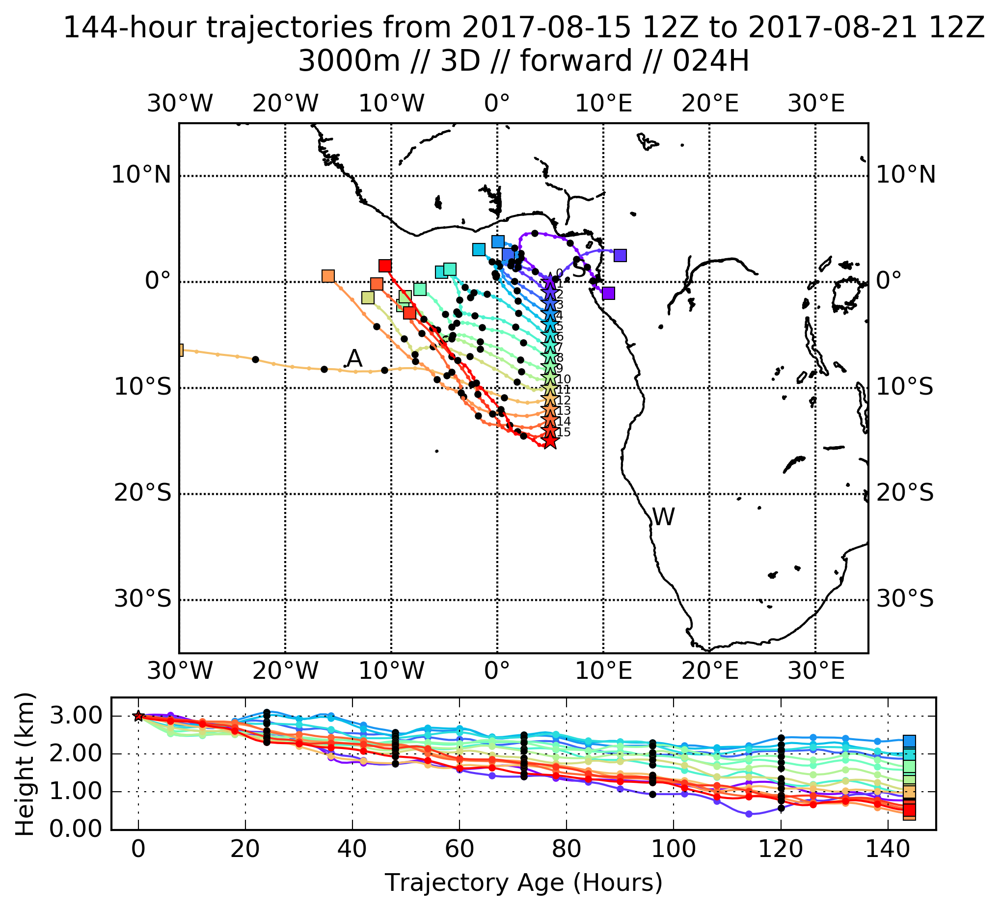 144-hour trajectories from 2017-08-15 12Z to 2017-08-21 12Z
3000m // 3D // forward // 024H
30°W 20°W 10°W 0° 10°E 20°E 30°E
10°N 10°N
S
0
0° 0°
1
2
3
4
5
6
7
A
8
9
10
10°S 10°S
11
12
13
14
15
20°S 20°S
W
30°S 30°S
30°W 20°W 10°W 0° 10°E 20°E 30°E
Height (km)
3.00
2.00
1.00
0.00
0 20 40 60 80 100 120 140
Trajectory Age (Hours)